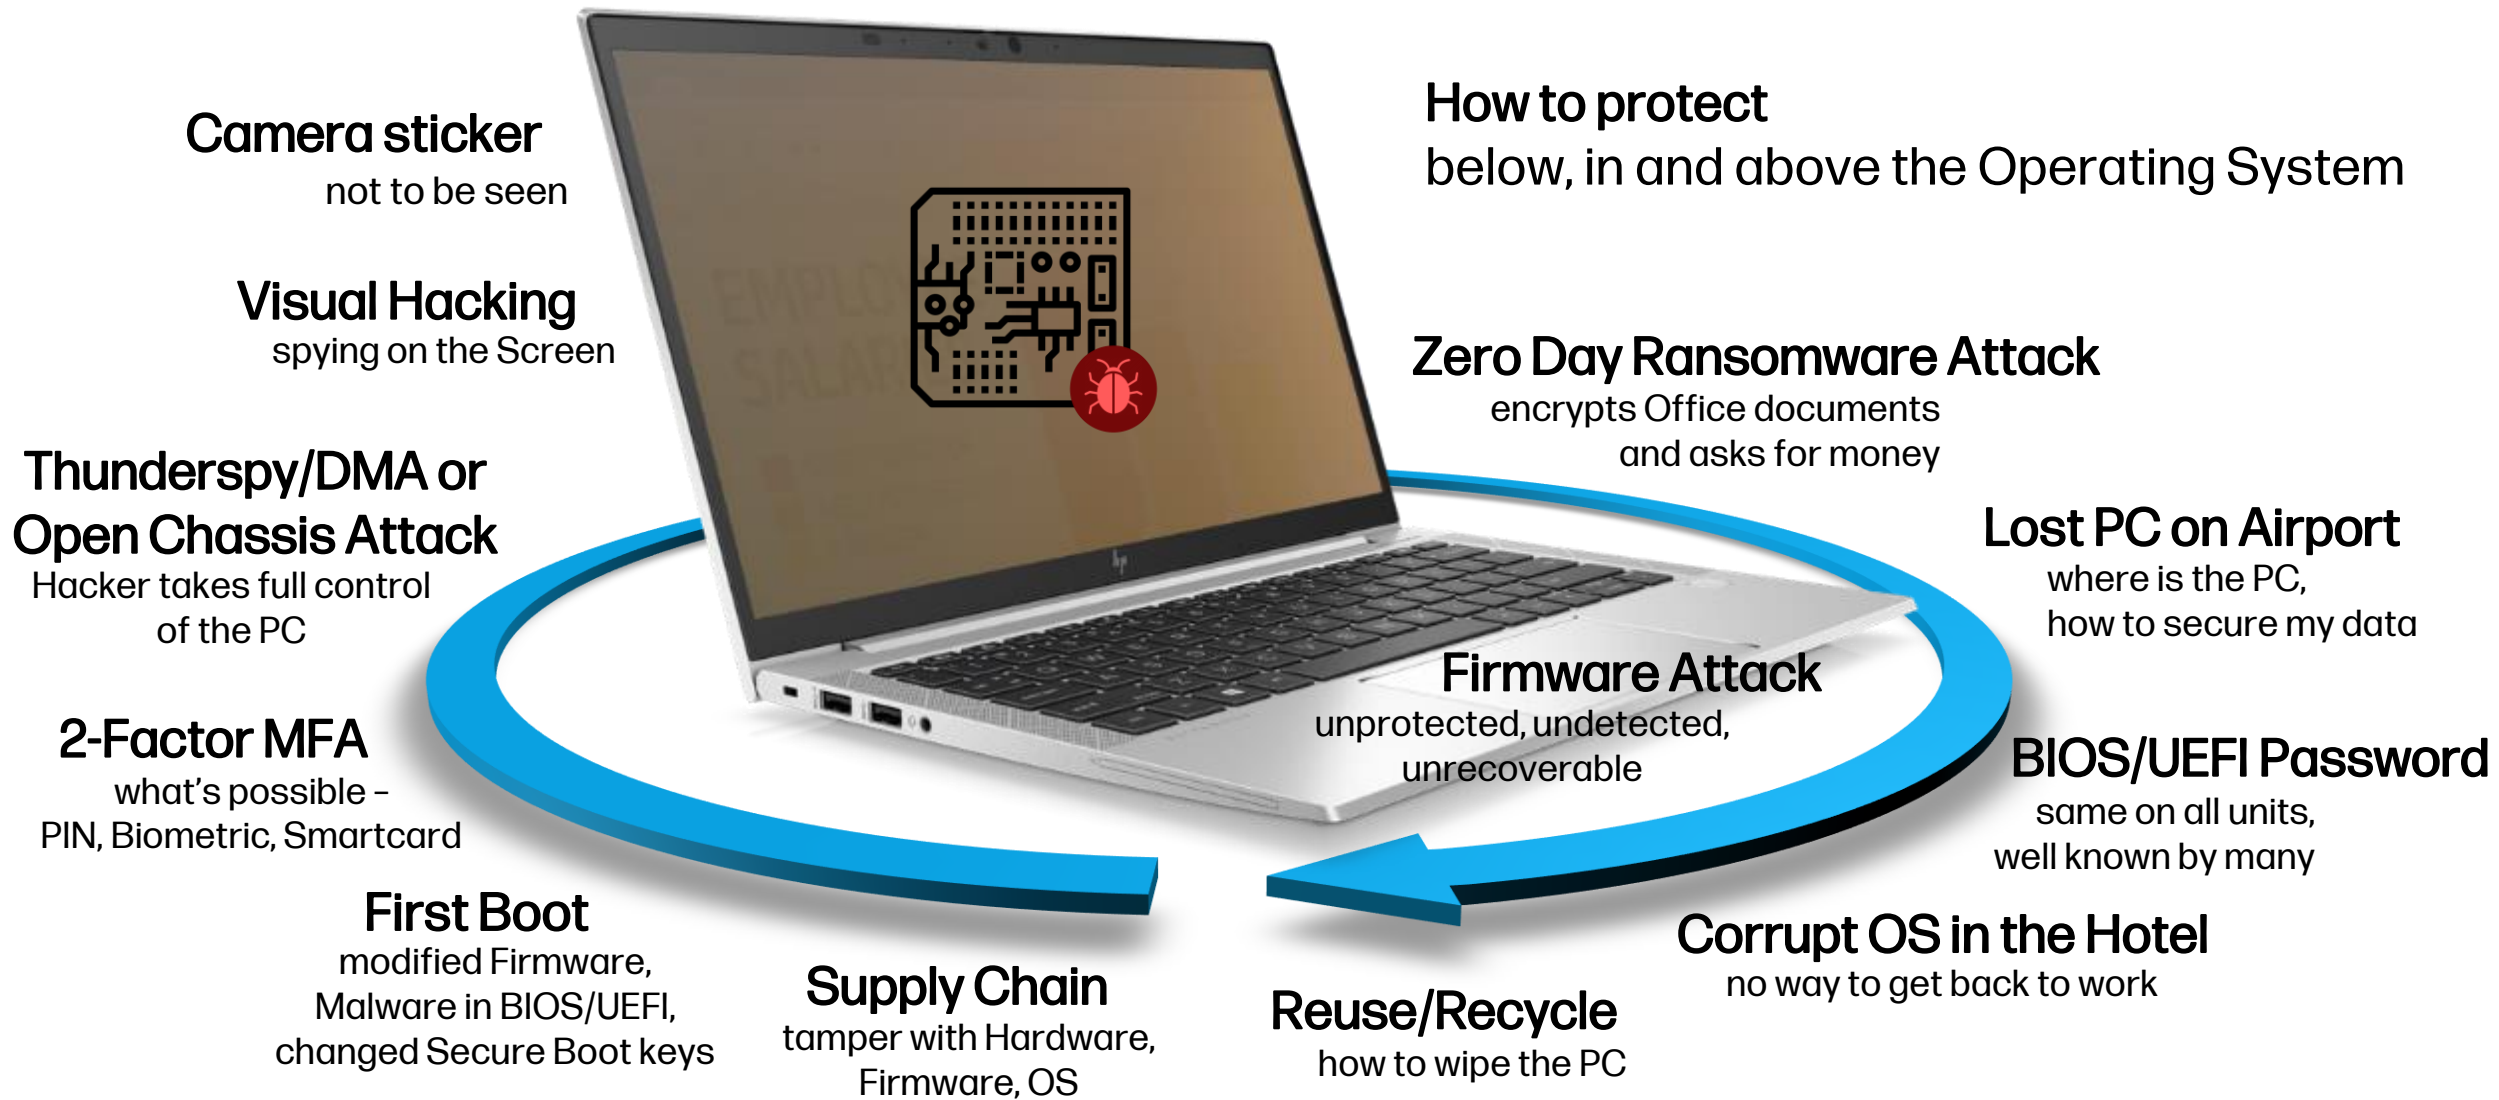 How to protect
below, in and above the Operating System
Camera sticker
not to be seen
Visual Hacking
spying on the Screen
Thunderspy/DMA or
Open Chassis Attack
Hacker takes full control
of the PC
2-Factor MFA
what's possible –
PIN, Biometric, Smartcard
First Boot
modified Firmware,
Malware in BIOS/UEFI,
changed Secure Boot keys
Supply Chain
tamper with Hardware,
Firmware, OS
Reuse/Recycle
how to wipe the PC
Corrupt OS in the Hotel
no way to get back to work
BIOS/UEFI Password
same on all units,
well known by many
Lost PC on Airport
where is the PC,
how to secure my data
Zero Day Ransomware Attack
encrypts Office documents
and asks for money
Firmware Attack
unprotected, undetected,
unrecoverable
hp